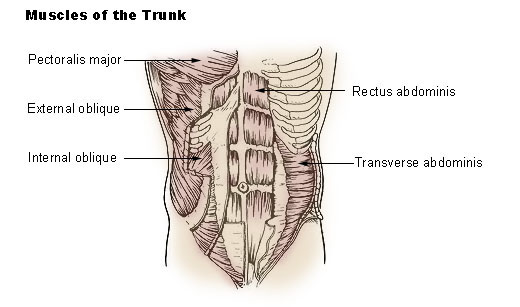 Muscles of the Trunk
Pectoralis major
External oblique
Internal oblique
Rectus abdominis
Transverse abdominis